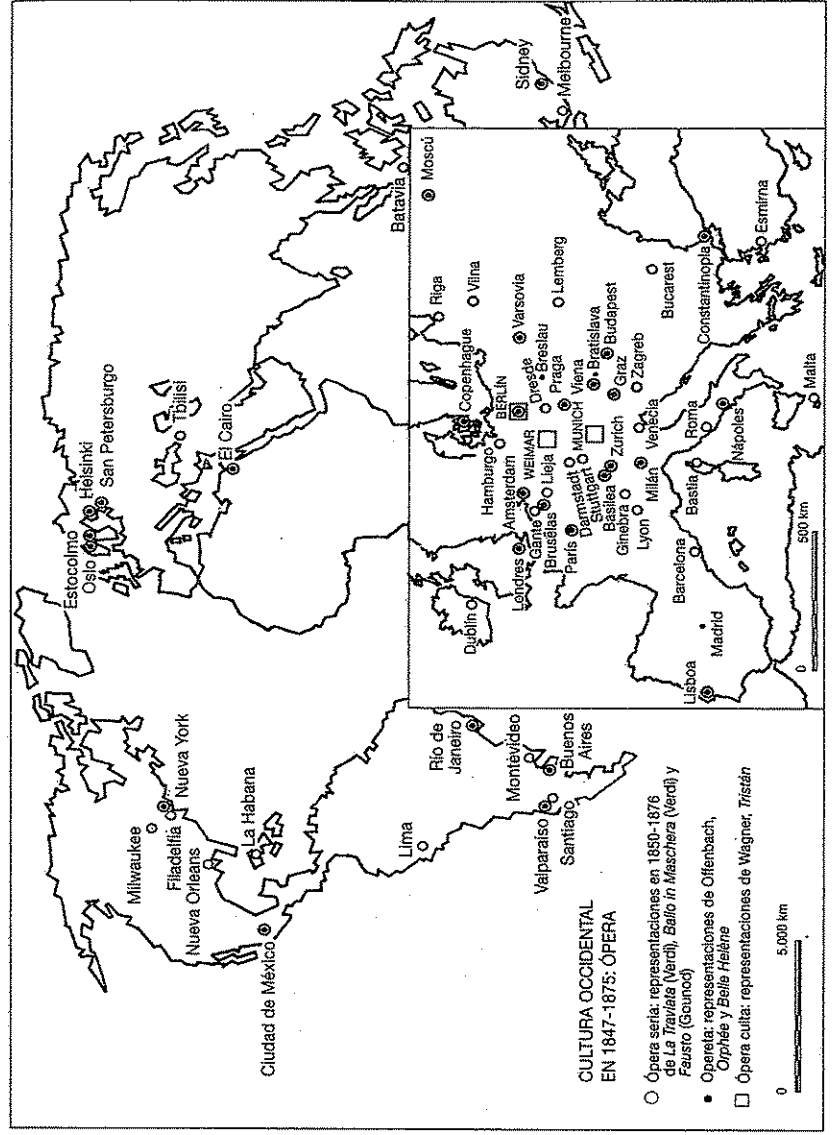 CULTURA OCCIDENTAL
EN 1847-1875: ÓPERA
○ Ópera seria: representaciones en 1850-1876
de La Traviata (Verdi), Ballo in Maschera (Verdi) y
Fausto (Gounod)
• Opereta: representaciones de Offenbach,
Orphée y Belle Helène
□ Ópera culta: representaciones de Wagner, Tristán
0 5.000 km
Milwaukee
Nueva York
Filadelfia
Nueva Orleans
La Habana
Ciudad de México
Lima
Río de
Janeiro
Montevideo
Buenos
Aires
Valparaíso
Santiago
Estocolmo
Oslo
Helsinki
San Petersburgo
Tbilisi
El Cairo
Batavia
Sidney
Melbourne
Moscú
Riga
Vilna
Copenhague
Hamburgo
BERLÍN
Varsovia
Dresde
Breslau
Lemberg
Praga
Amsterdam
WEIMAR
Londres
Dublín
Gante
Lieja
Bruselas
París
Darmstadt
MUNICH
Stuttgart
Viena
Bratislava
Budapest
Graz
Zagreb
Bucarest
Basilea
Zurich
Ginebra
Lyon
Milán
Venecia
Constantinopla
Esmirna
Roma
Nápoles
Bastia
Barcelona
Madrid
Lisboa
Malta
0 500 km